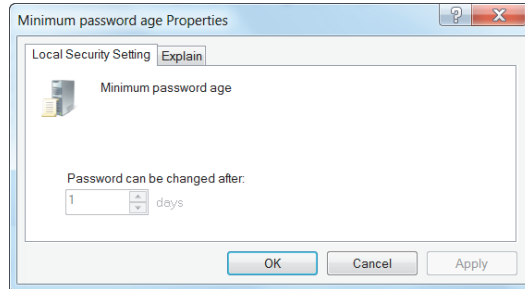 Minimum password age Properties
Local Security Setting Explain
Minimum password age
Password can be changed after:
1 days
OK Cancel Apply